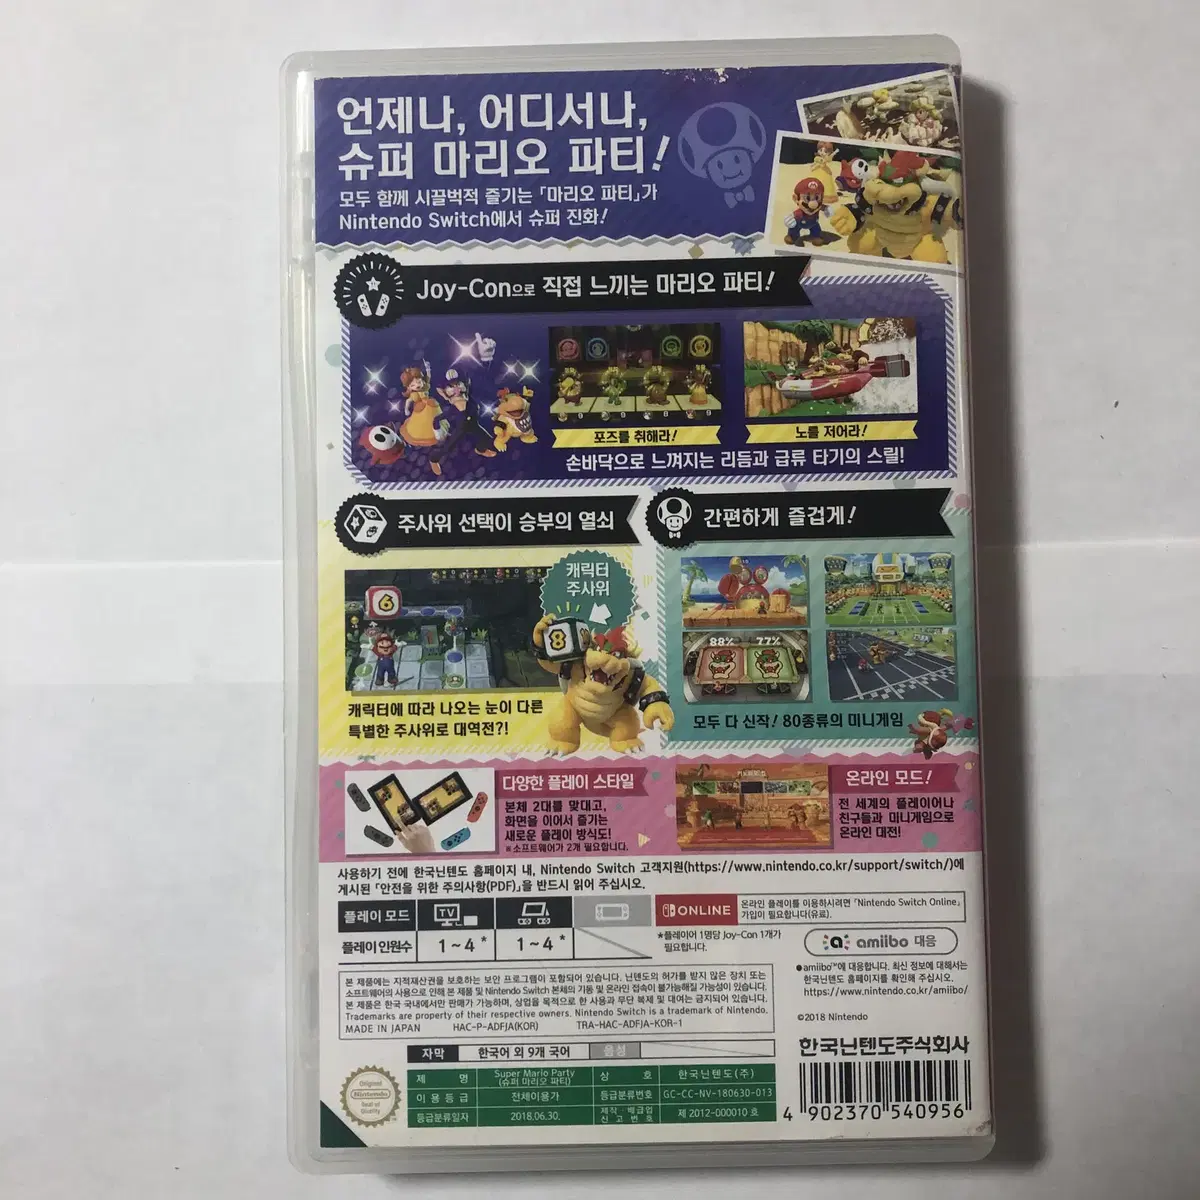 언제나, 어디서나,
슈퍼 마리오 파티!
모두 함께 시끌벅적 즐기는 「마리오 파티」가
Nintendo Switch에서 슈퍼 진화!
Joy-Con으로 직접 느끼는 마리오 파티!
포즈를 취해라!
노를 저어라!
손바닥으로 느껴지는 리듬과 급류 타기의 스릴!
주사위 선택이 승부의 열쇠
캐릭터
주사위
6
8
캐릭터에 따라 나오는 눈이 다른
특별한 주사위로 대역전?!
간편하게 즐겁게!
88% 77%
모두 다 신작! 80종류의 미니게임
다양한 플레이 스타일
본체 2대를 맞대고,
화면을 이어서 즐기는
새로운 플레이 방식도!
※소프트웨어가 2개 필요합니다.
온라인 모드!
전 세계의 플레이어나
친구들과 미니게임으로
온라인 대전!
사용하기 전에 한국닌텐도 홈페이지 내, Nintendo Switch 고객지원(https://www.nintendo.co.kr/support/switch/)에
게시된 「안전을 위한 주의사항(PDF)」을 반드시 읽어 주십시오.
플레이 모드 TV
플레이 인원수 1~4 * 1~4 *
ONLINE
온라인 플레이를 이용하시려면 「Nintendo Switch Online」
가입이 필요합니다(유료).
*플레이어 1명당 Joy-Con 1개가
필요합니다.
amiibo 대응
●amiibo™에 대응합니다. 최신 정보에 대해서는
한국닌텐도 홈페이지를 확인해 주십시오.
https://www.nintendo.co.kr/amiibo/
본 제품에는 지적재산권을 보호하는 보안 프로그램이 포함되어 있습니다. 닌텐도의 허가를 받지 않은 장치 또는
소프트웨어의 사용으로 인해 본 제품 및 Nintendo Switch 본체의 기동 및 온라인 접속이 불가능해질 가능성이 있습니다.
본 제품은 한국 국내에서만 판매가 가능하며, 상업을 목적으로 한 사용과 무단 복제 및 대여는 금지되어 있습니다.
Trademarks are property of their respective owners. Nintendo Switch is a trademark of Nintendo.
MADE IN JAPAN HAC-P-ADFJA(KOR) TRA-HAC-ADFJA-KOR-1
©2018 Nintendo
한국닌텐도주식회사
자막 한국어 외 9개 국어 음성
제 명 Super Mario Party (슈퍼 마리오 파티) 상 호 한국닌텐도(주)
이용등급 전체이용가 등급분류번호 GC-CC-NV-180630-013
등급분류일자 2018.06.30. 제작·배급업 신고번호 제 2012-000010 호
Original
Nintendo
Seal of
Quality
4 902370 540956